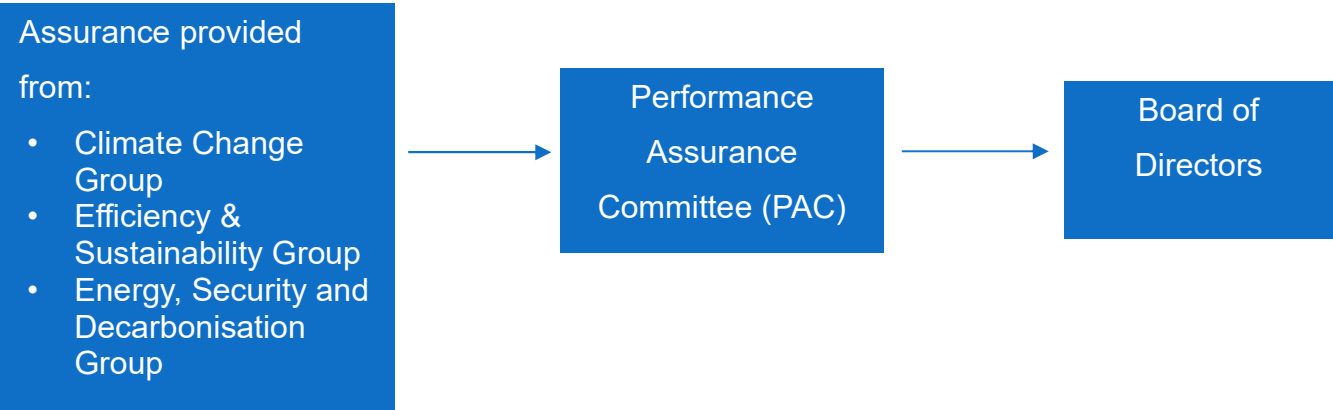 Assurance provided
from:
• Climate Change
Group
• Efficiency &
Sustainability Group
• Energy, Security and
Decarbonisation
Group
Performance
Assurance
Committee (PAC)
Board of
Directors